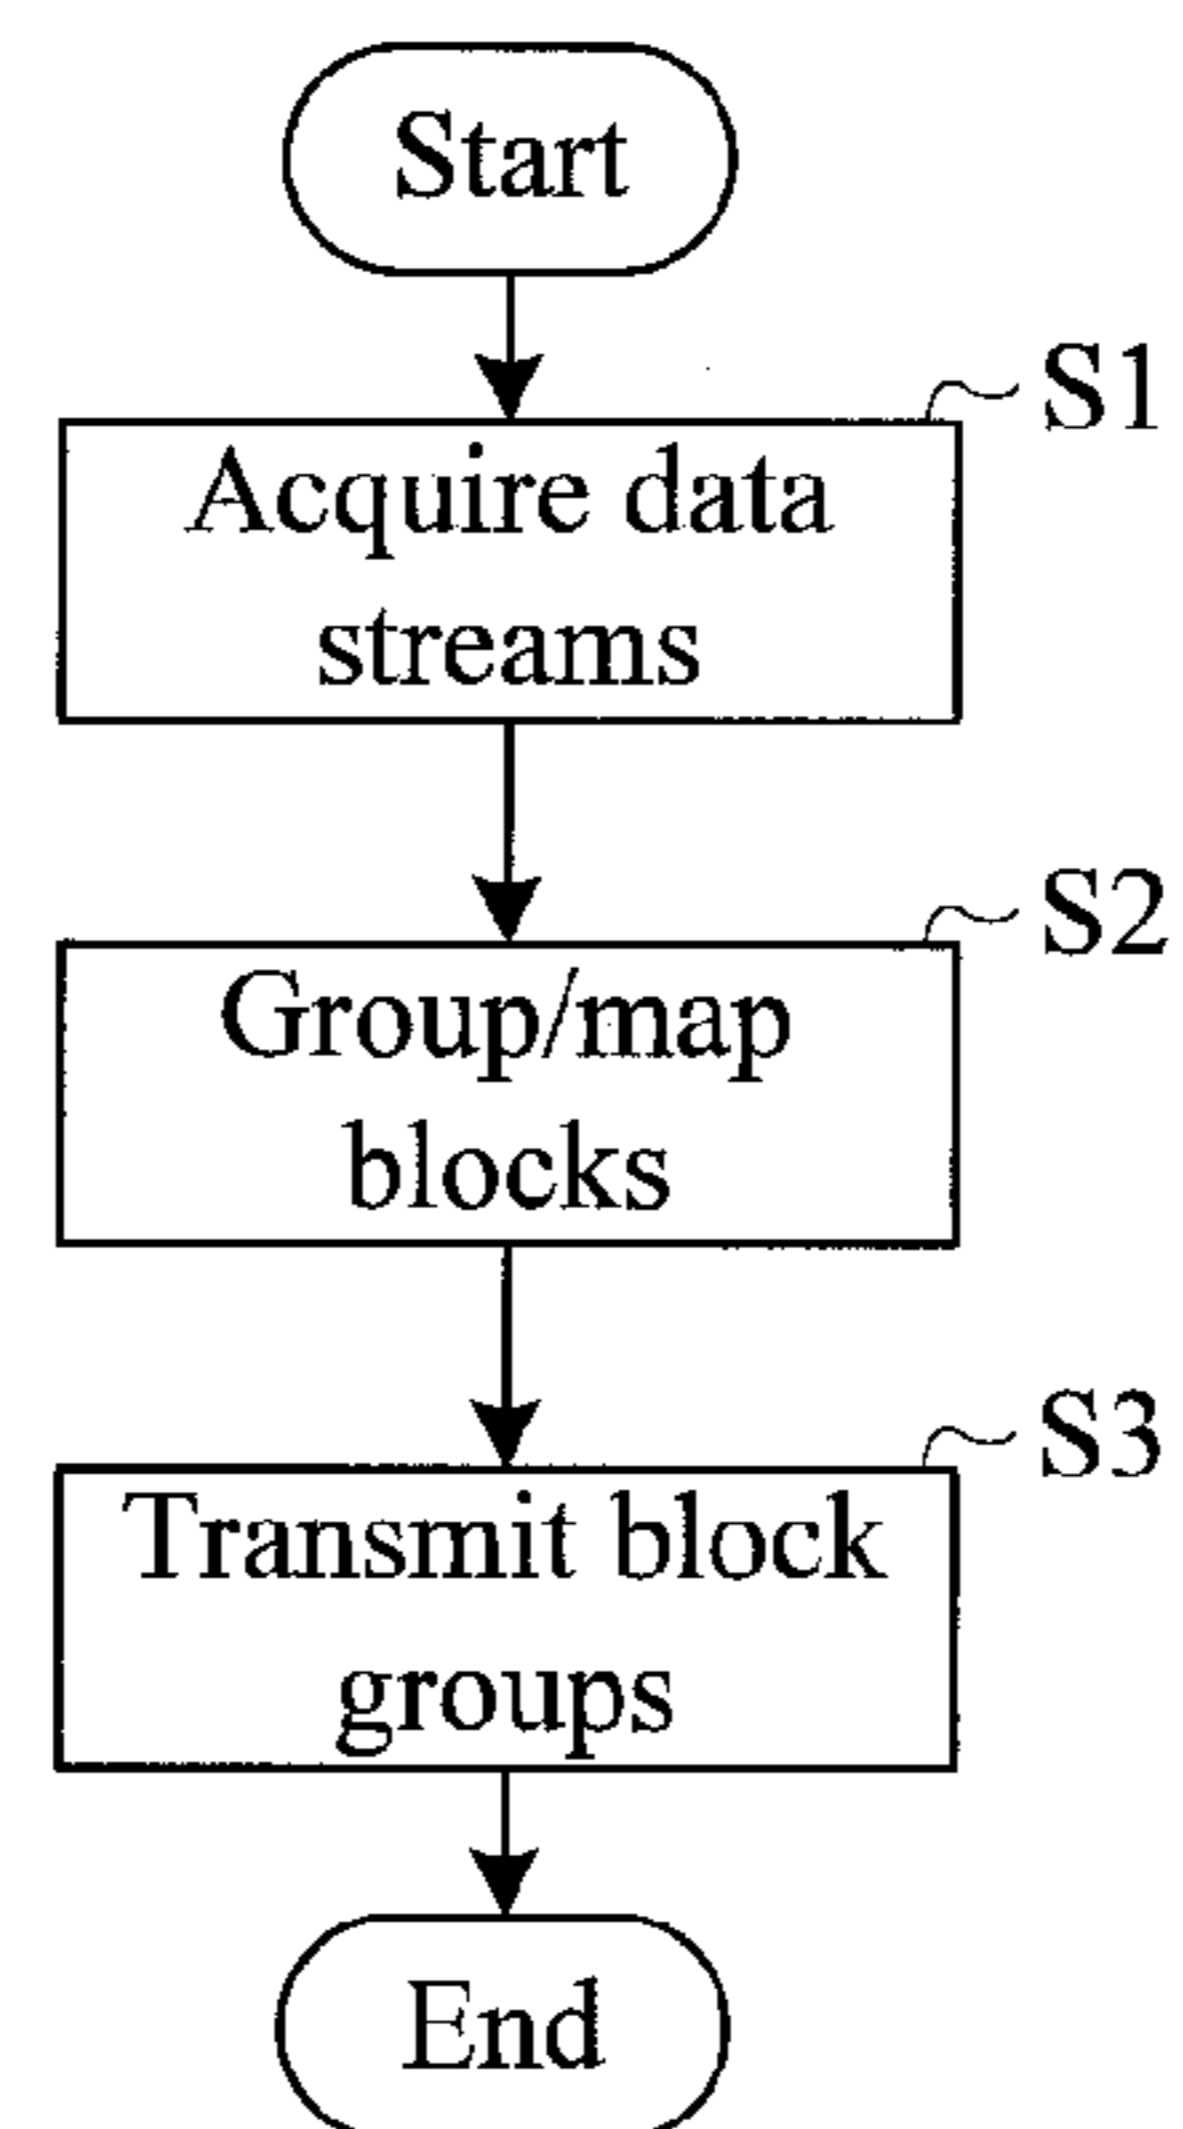 Start
S1
Acquire data
streams
S2
Group/map
blocks
S3
Transmit block
groups
End